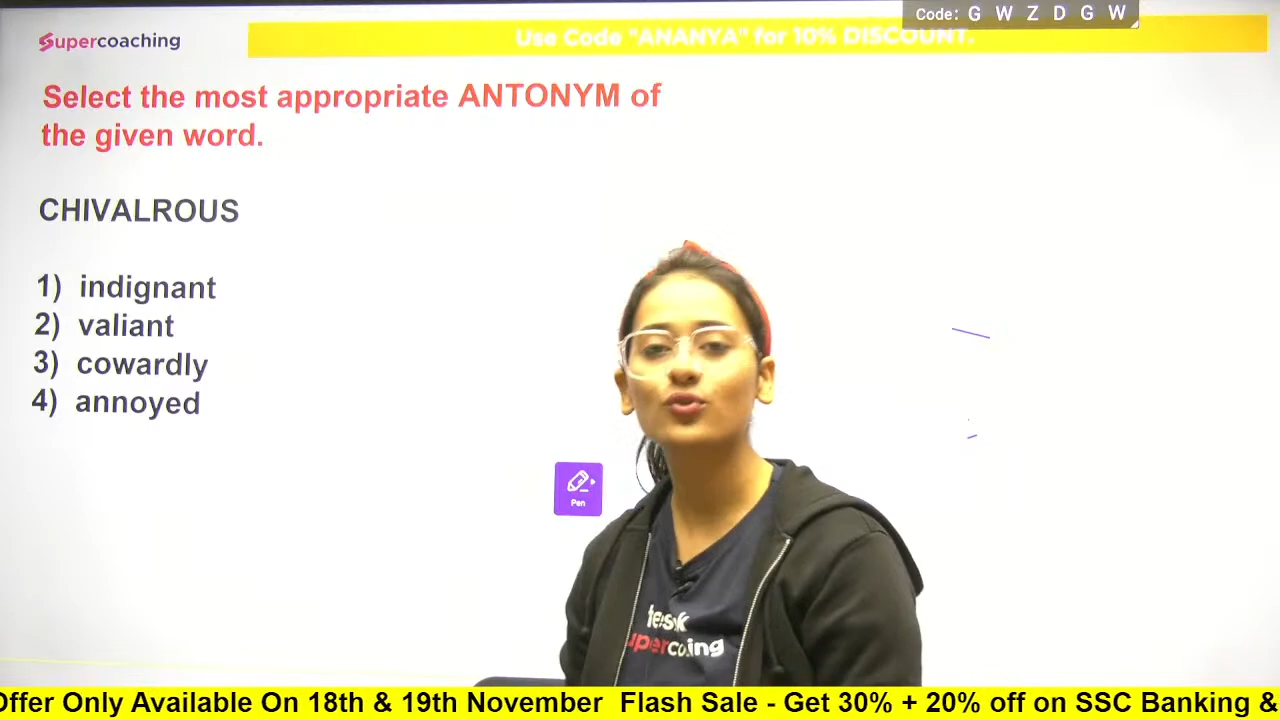 Code: G W Z D G W
Supercoaching
Use Code "ANANYA" for 10% DISCOUNT.
Select the most appropriate ANTONYM of
the given word.
CHIVALROUS
1) indignant
2) valiant
3) cowardly
4) annoyed
Pen
Offer Only Available On 18th & 19th November Flash Sale - Get 30% + 20% off on SSC Banking &